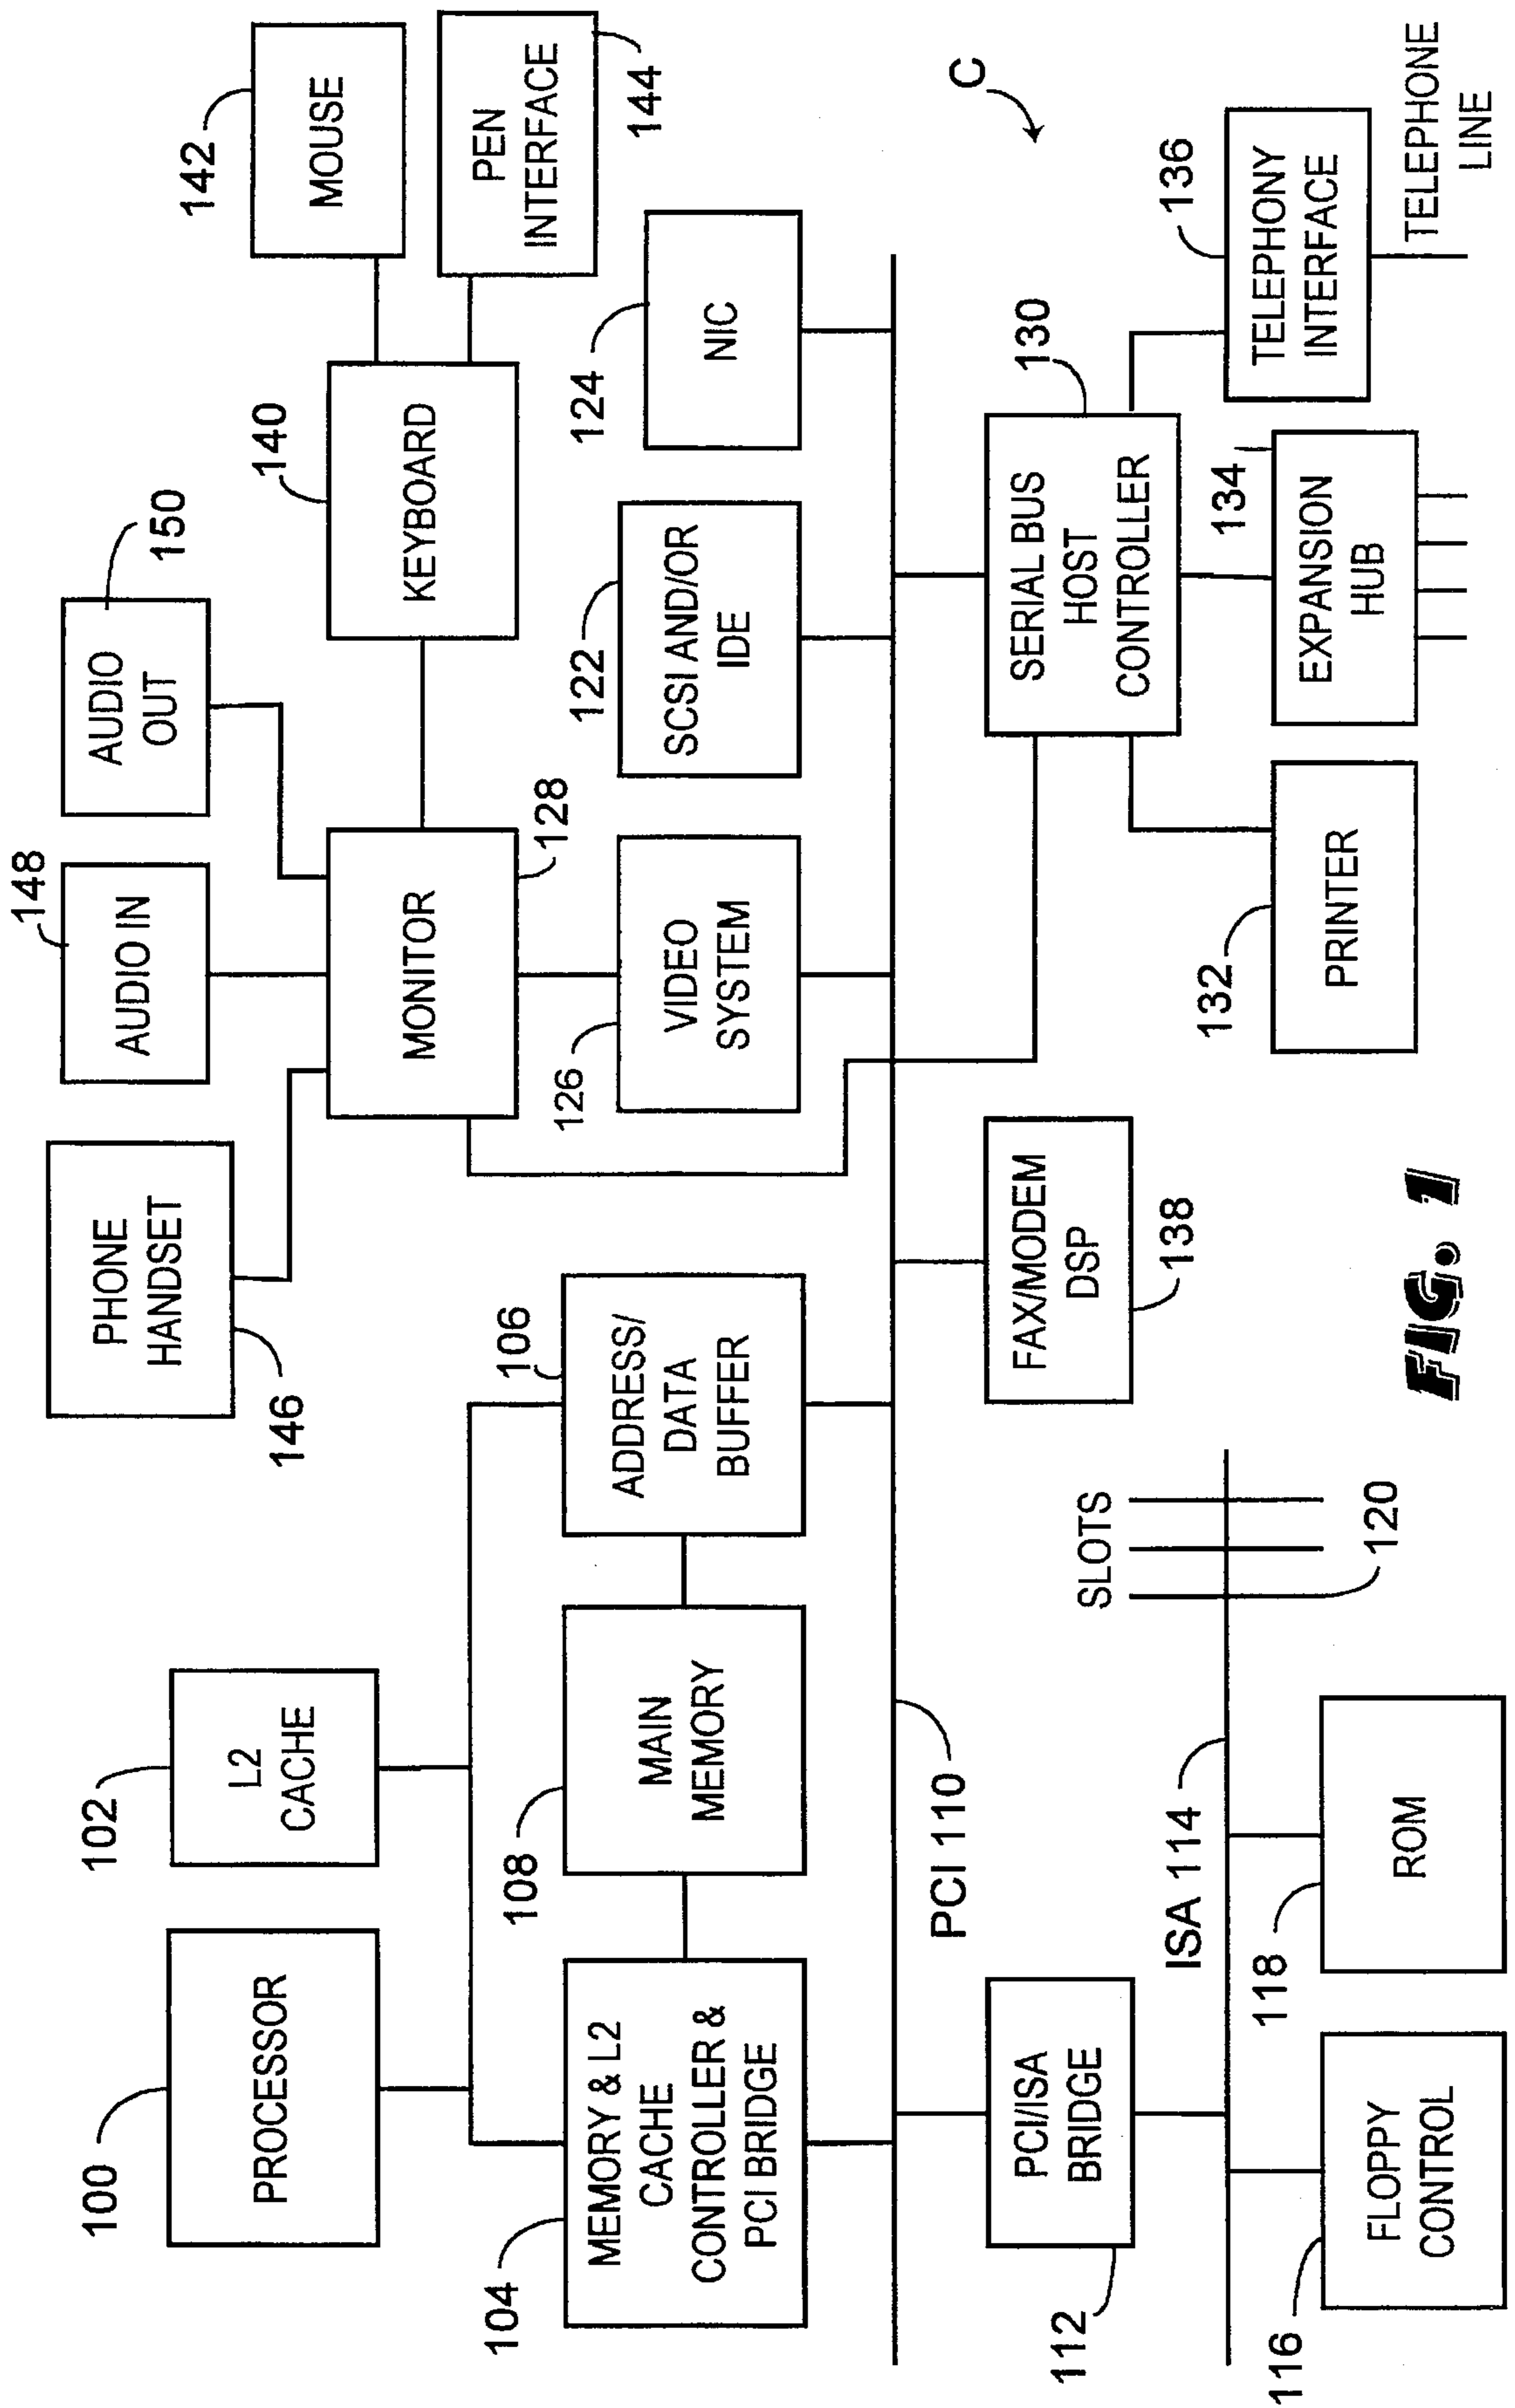 100
PROCESSOR
102
L2
CACHE
104
MEMORY & L2
CACHE
CONTROLLER &
PCI BRIDGE
108
MAIN
MEMORY
106
ADDRESS/
DATA
BUFFER
PHONE
HANDSET
146
148
AUDIO IN
AUDIO
OUT
150
MONITOR
128
140
KEYBOARD
142
MOUSE
PEN
INTERFACE
144
126
VIDEO
SYSTEM
122
SCSI AND/OR
IDE
124
NIC
PCI 110
112
PCI/ISA
BRIDGE
ISA 114
SLOTS
120
116
FLOPPY
CONTROL
118
ROM
FAX/MODEM
DSP
138
C
130
SERIAL BUS
HOST
CONTROLLER
132
PRINTER
134
EXPANSION
HUB
136
TELEPHONY
INTERFACE
TELEPHONE
LINE
FIG. 1